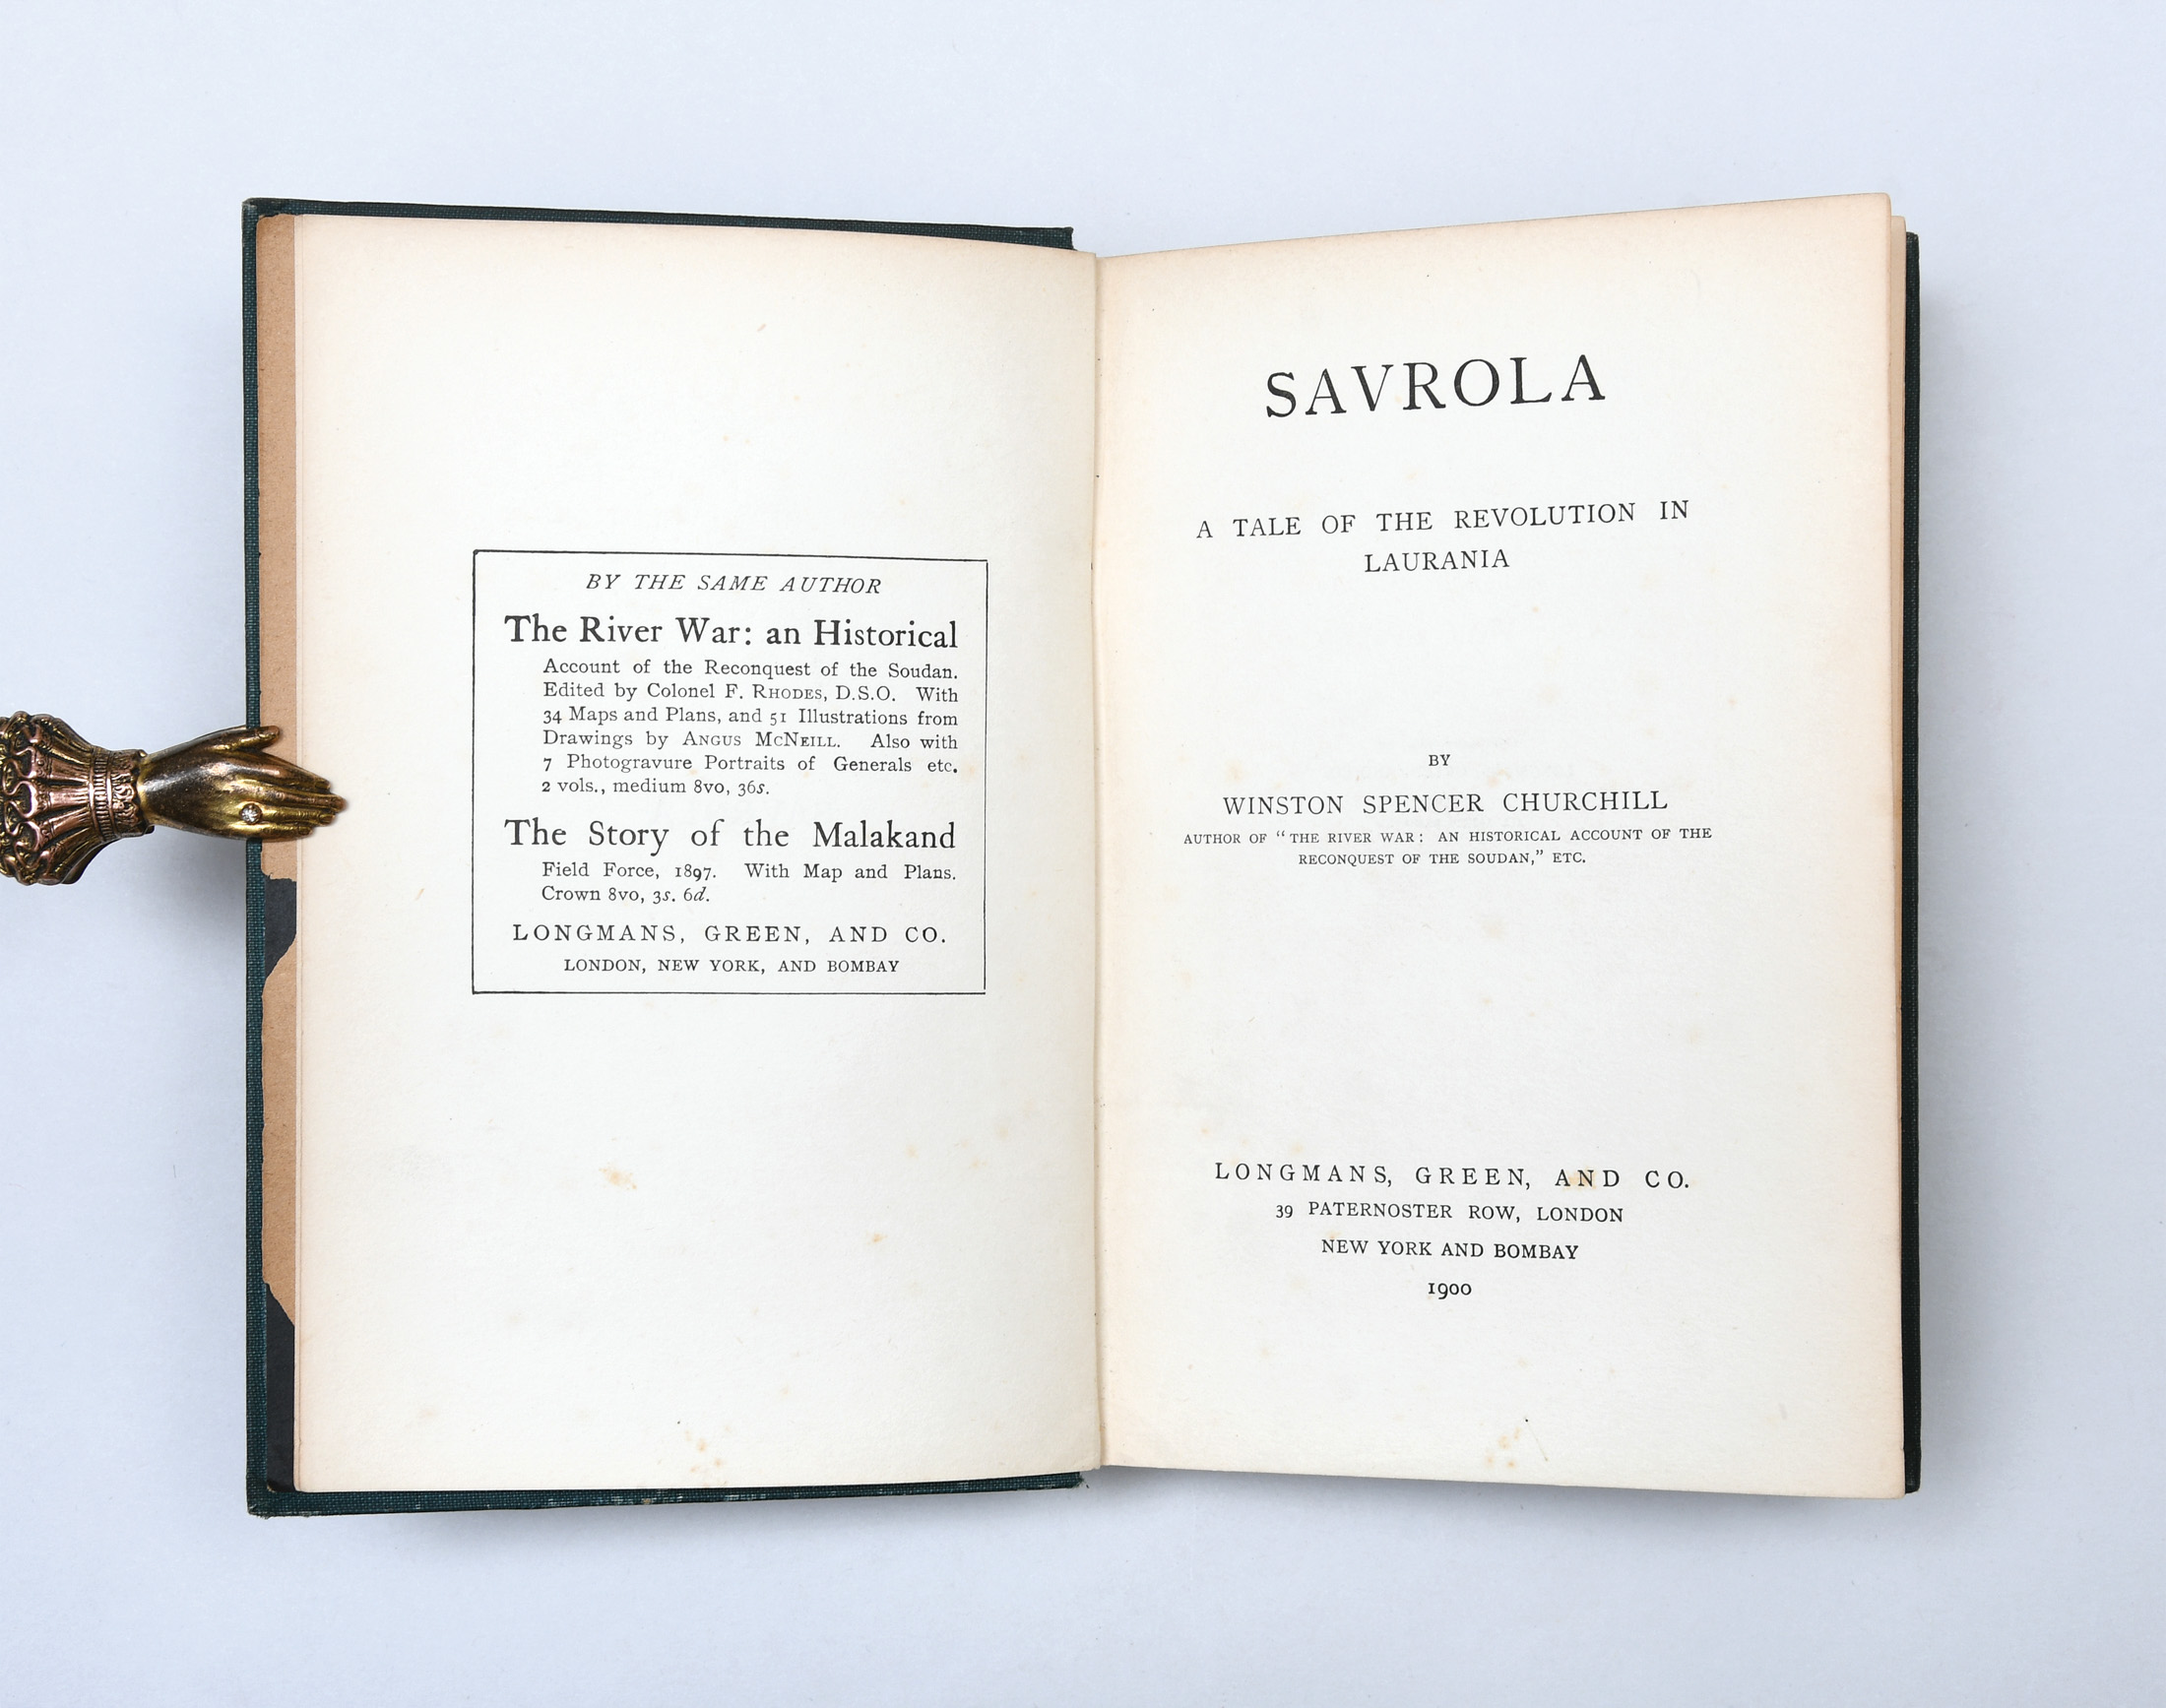 BY THE SAME AUTHOR
The River War: an Historical
Account of the Reconquest of the Soudan.
Edited by Colonel F. RHODES, D.S.O. With
34 Maps and Plans, and 51 Illustrations from
Drawings by ANGUS MCNEILL. Also with
7 Photogravure Portraits of Generals etc.
2 vols., medium 8vo, 36s.
The Story of the Malakand
Field Force, 1897. With Map and Plans.
Crown 8vo, 3s. 6d.
LONGMANS, GREEN, AND CO.
LONDON, NEW YORK, AND BOMBAY
SAVROLA
A TALE OF THE REVOLUTION IN
LAURANIA
BY
WINSTON SPENCER CHURCHILL
AUTHOR OF “THE RIVER WAR: AN HISTORICAL ACCOUNT OF THE
RECONQUEST OF THE SOUDAN,” ETC.
LONGMANS, GREEN, AND CO.
39 PATERNOSTER ROW, LONDON
NEW YORK AND BOMBAY
1900